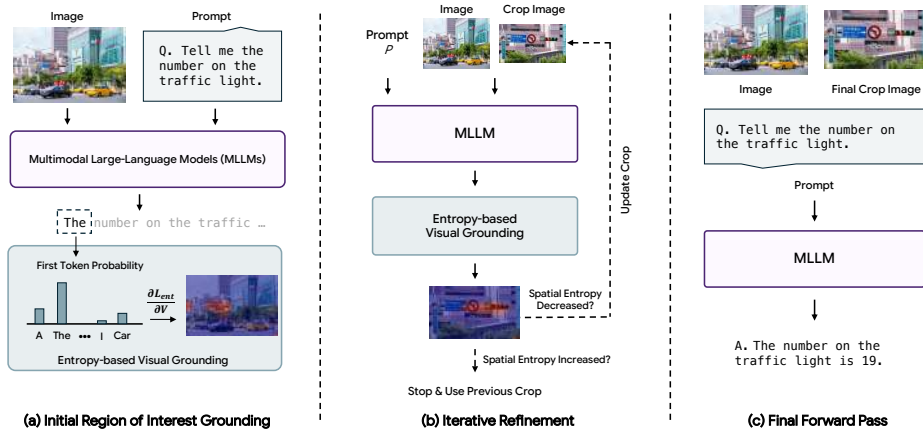 Image
Prompt
Q. Tell me the
number on the
traffic light.
Multimodal Large-Language Models (MLLMs)
The number on the traffic …
First Token Probability
A The ••• I Car
∂L_ent
∂V
Entropy-based Visual Grounding
(a) Initial Region of Interest Grounding
Image
Crop Image
Prompt
P
MLLM
Entropy-based
Visual Grounding
Update Crop
Spatial Entropy
Decreased?
Spatial Entropy Increased?
Stop & Use Previous Crop
(b) Iterative Refinement
Image
Final Crop Image
Q. Tell me the number on
the traffic light.
Prompt
MLLM
A. The number on the
traffic light is 19.
(c) Final Forward Pass